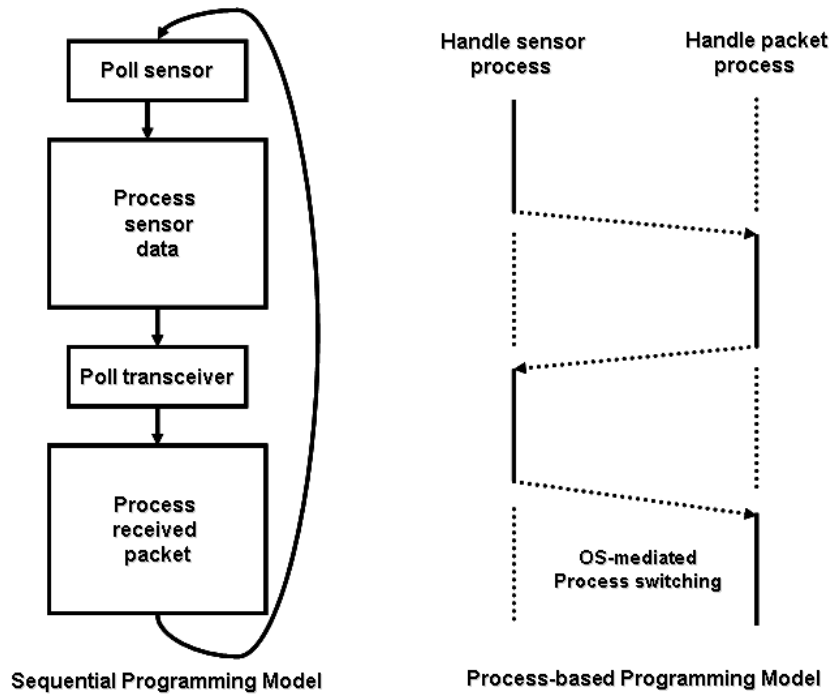 Poll sensor
Process
sensor
data
Poll transceiver
Process
received
packet
Sequential Programming Model
Handle sensor
process
Handle packet
process
OS-mediated
Process switching
Process-based Programming Model